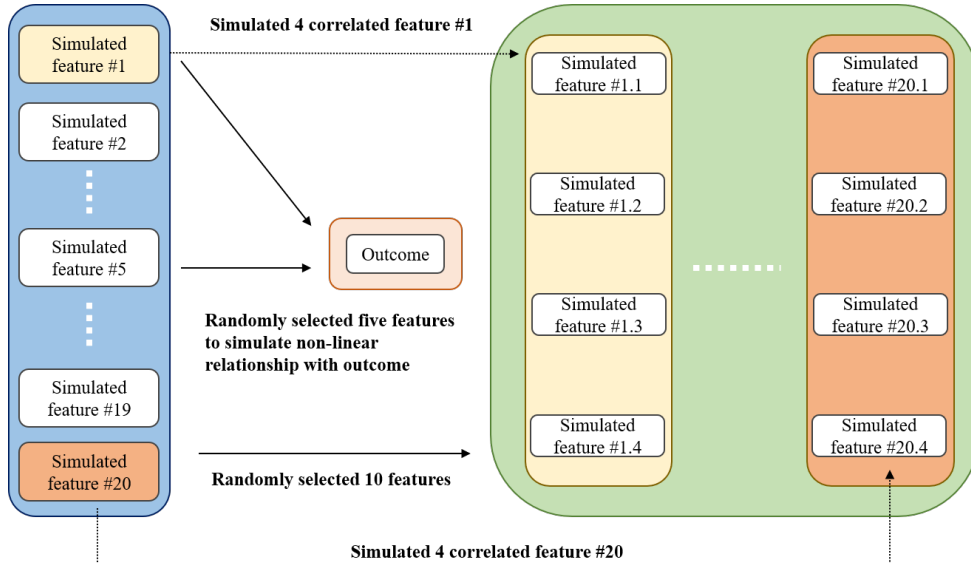 Simulated 4 correlated feature #1
Simulated
feature #1
Simulated
feature #2
Simulated
feature #5
Simulated
feature #19
Simulated
feature #20
Outcome
Randomly selected five features
to simulate non-linear
relationship with outcome
Randomly selected 10 features
Simulated
feature #1.1
Simulated
feature #1.2
Simulated
feature #1.3
Simulated
feature #1.4
Simulated
feature #20.1
Simulated
feature #20.2
Simulated
feature #20.3
Simulated
feature #20.4
Simulated 4 correlated feature #20